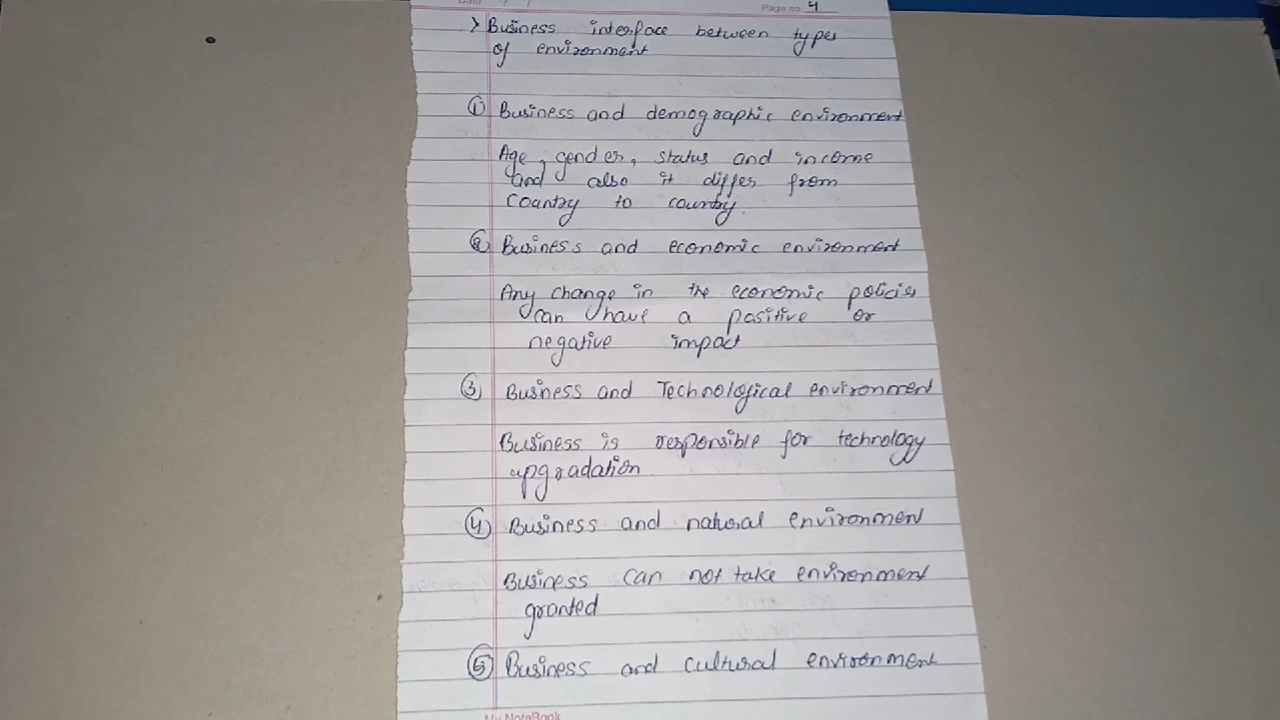 Page no 4
> Business interface between types
of environment
① Business and demographic environment
Age, gender, status and income
and also it differ from
country to country.
② Business and economic environment
Any change in the economic policies
can have a positive or
negative impact
③ Business and Technological environment
Business is responsible for technology
upgradation
④ Business and natural environmen
Business can not take environment
granted
⑤ Business and cultural environment
My NoteBook